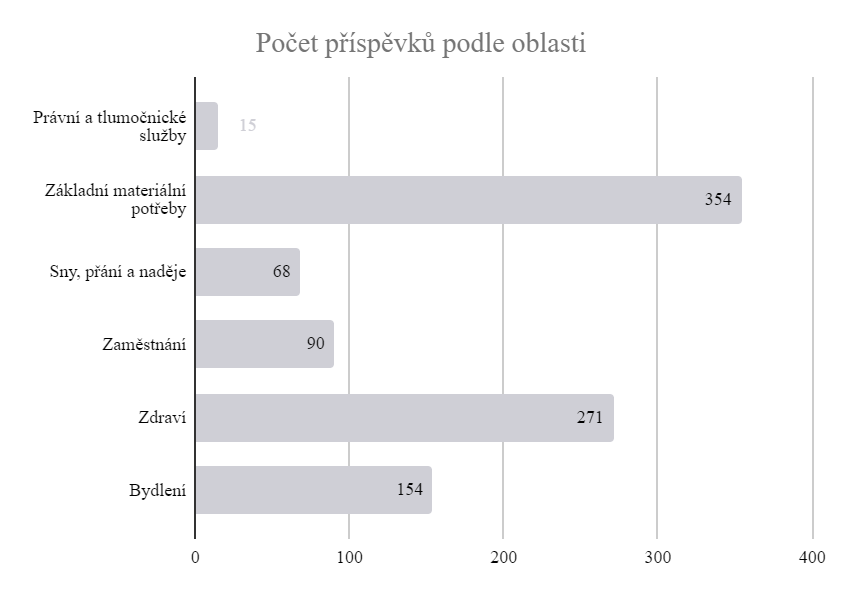 Počet příspěvků podle oblasti
Právní a tlumočnické
služby
15
Základní materiální
potřeby
354
Sny, přání a naděje
68
Zaměstnání
90
Zdraví
271
Bydlení
154
0 100 200 300 400